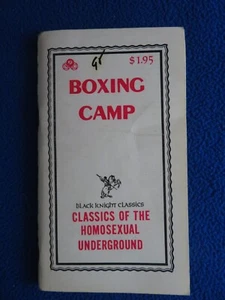 $1.95
BOXING
CAMP
BLACK KNIGHT CLASSICS
CLASSICS OF THE
HOMOSEXUAL
UNDERGROUND